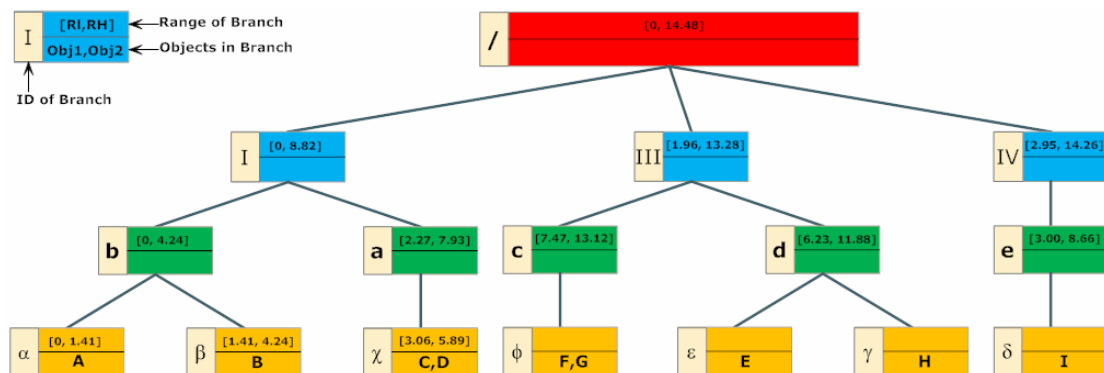 I
[Rl,RH]
Obj1,Obj2
Range of Branch
Objects in Branch
ID of Branch
/
[0, 14.48]
I
[0, 8.82]
III
[1.96, 13.28]
IV
[2.95, 14.26]
b
[0, 4.24]
a
[2.27, 7.93]
c
[7.47, 13.12]
d
[6.23, 11.88]
e
[3.00, 8.66]
α
[0, 1.41]
A
β
[1.41, 4.24]
B
χ
[3.06, 5.89]
C,D
ϕ
F,G
ε
E
γ
H
δ
I